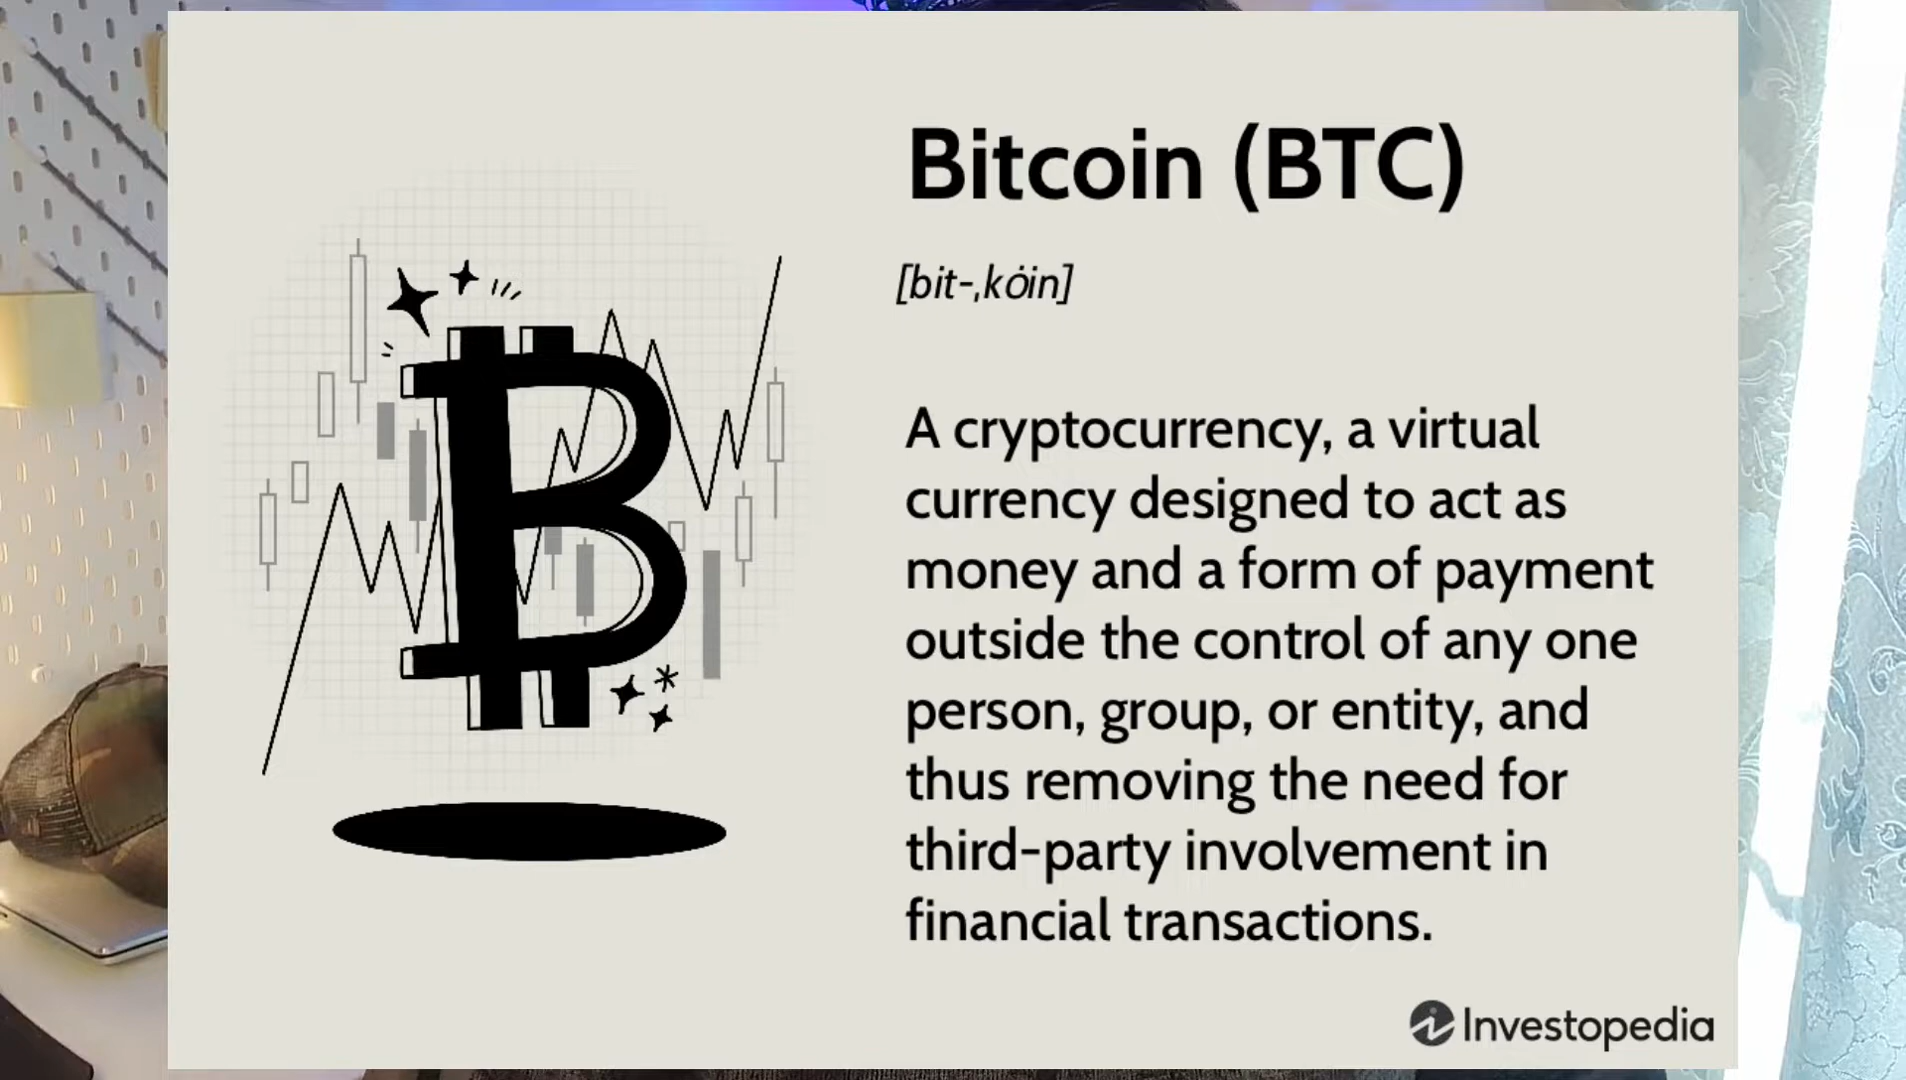 Bitcoin (BTC)
[bit-ˌkȯin]
A cryptocurrency, a virtual
currency designed to act as
money and a form of payment
outside the control of any one
person, group, or entity, and
thus removing the need for
third-party involvement in
financial transactions.
Investopedia